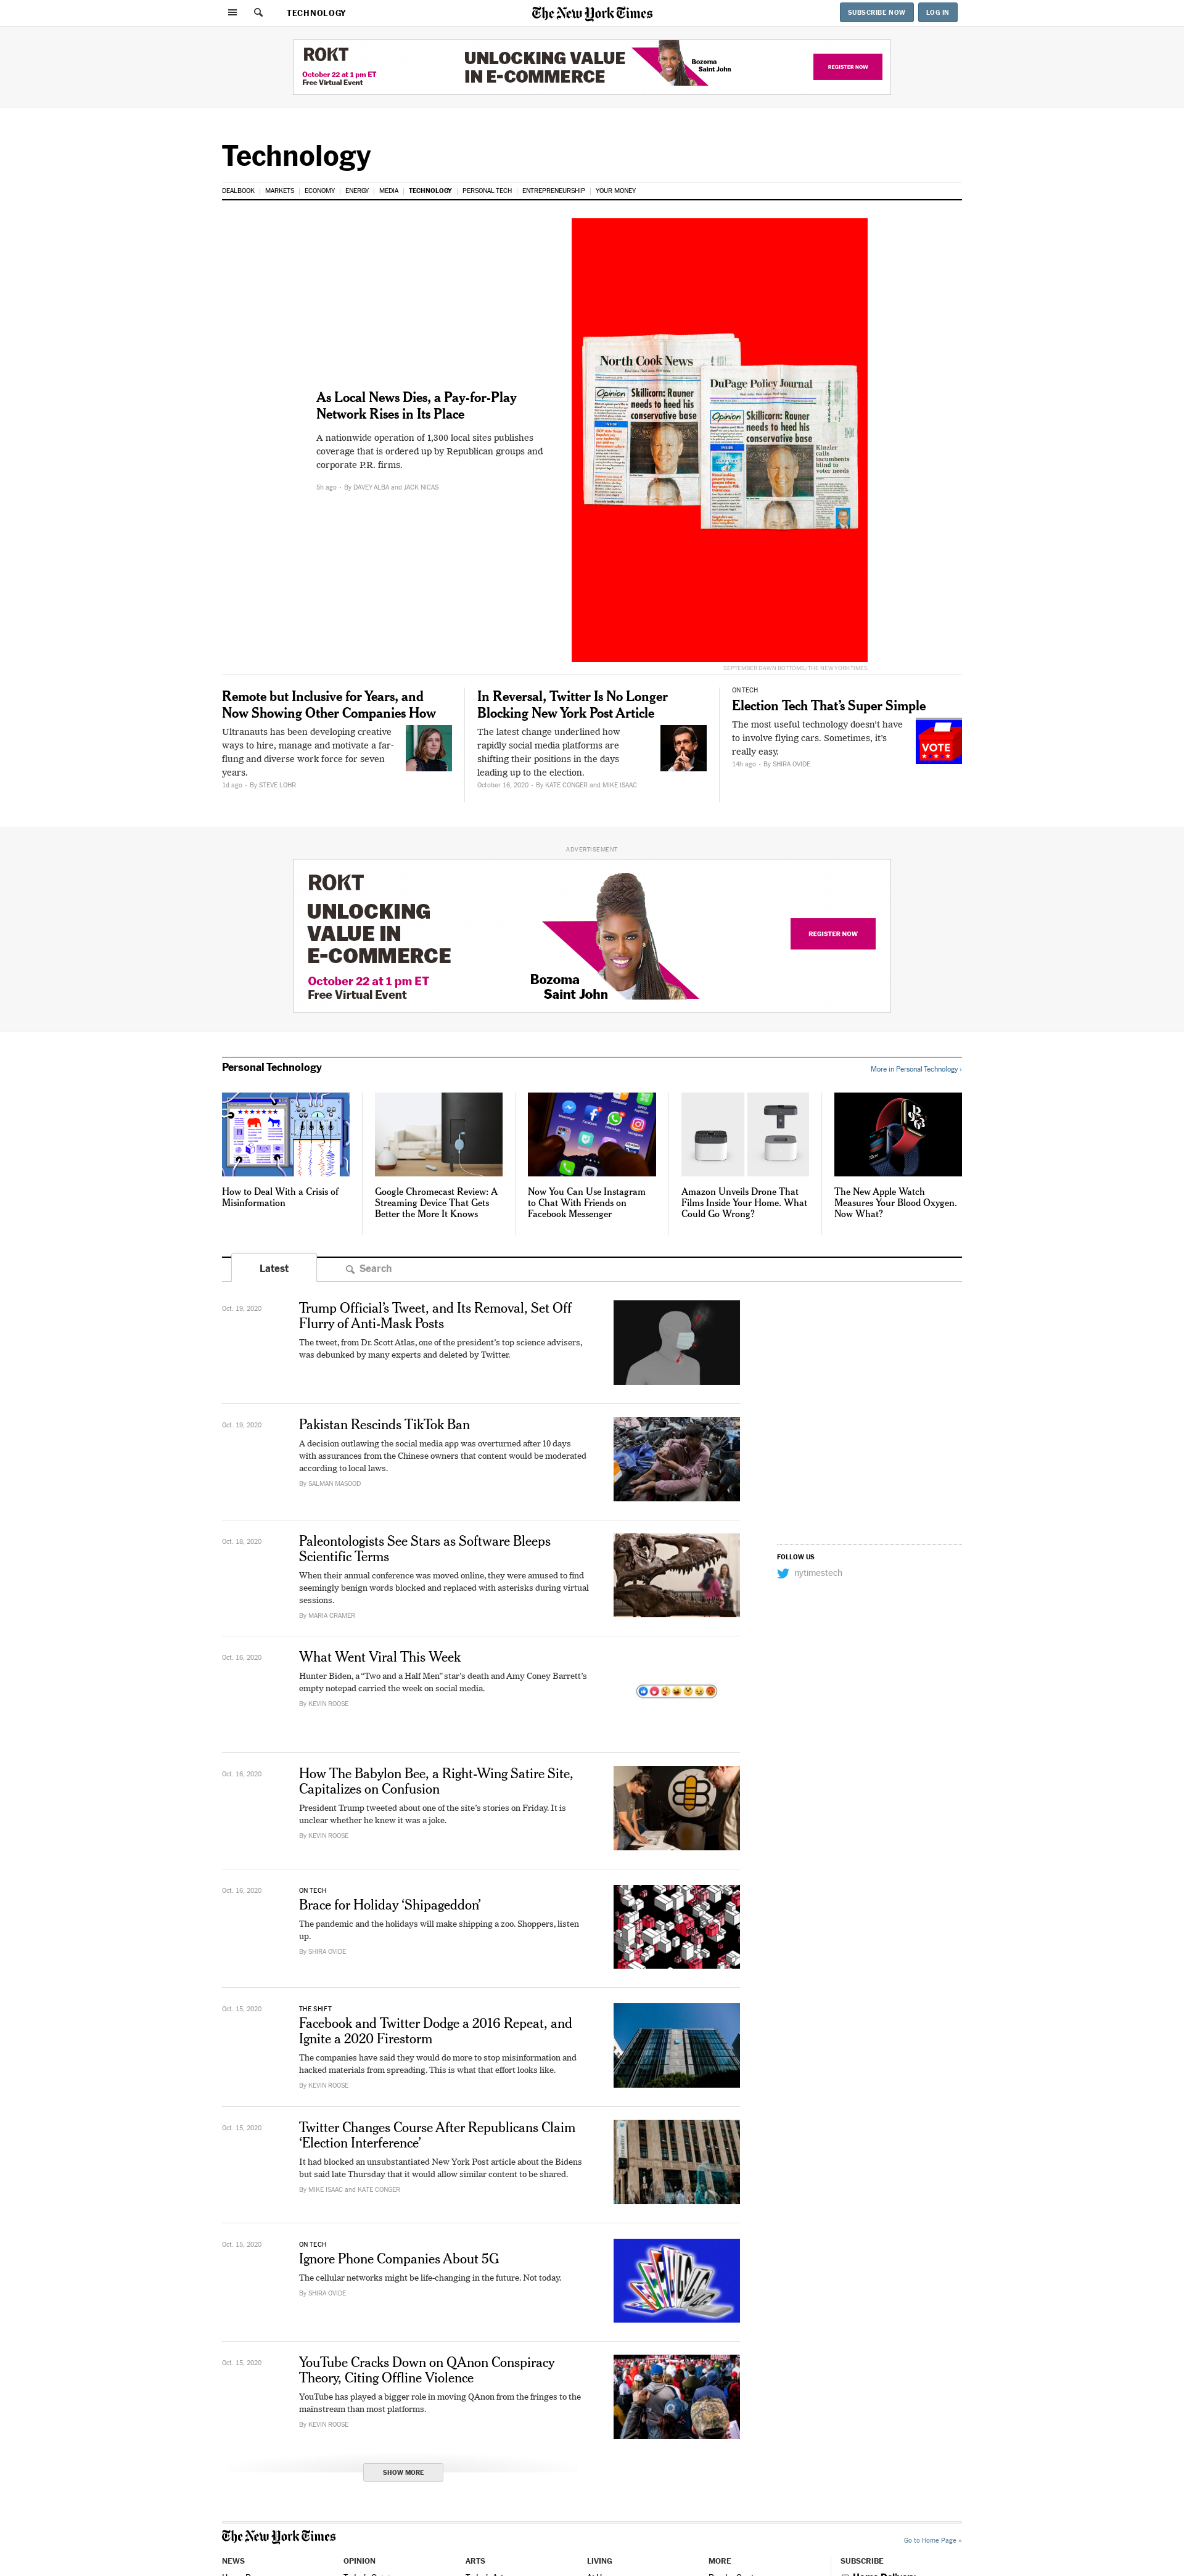 TECHNOLOGY
The New York Times
SUBSCRIBE NOW
LOG IN
ROKT
October 22 at 1 pm ET
Free Virtual Event
UNLOCKING VALUE
IN E-COMMERCE
Bozoma
Saint John
REGISTER NOW
Technology
DEALBOOK
MARKETS
ECONOMY
ENERGY
MEDIA
TECHNOLOGY
PERSONAL TECH
ENTREPRENEURSHIP
YOUR MONEY
As Local News Dies, a Pay-for-Play
Network Rises in Its Place
A nationwide operation of 1,300 local sites publishes
coverage that is ordered up by Republican groups and
corporate P.R. firms.
5h ago • By DAVEY ALBA and JACK NICAS
North Cook News
Opinion
Skillicorn: Rauner
needs to heed his
conservative base
DuPage Policy Journal
Opinion
Skillicorn: Rauner
needs to heed his
conservative base
Kinzler
calls
incumbents
blind to
voter needs
SEPTEMBER DAWN BOTTOMS/THE NEW YORK TIMES
Remote but Inclusive for Years, and
Now Showing Other Companies How
Ultranauts has been developing creative
ways to hire, manage and motivate a far-
flung and diverse work force for seven
years.
1d ago • By STEVE LOHR
In Reversal, Twitter Is No Longer
Blocking New York Post Article
The latest change underlined how
rapidly social media platforms are
shifting their positions in the days
leading up to the election.
October 16, 2020 • By KATE CONGER and MIKE ISAAC
ON TECH
Election Tech That’s Super Simple
The most useful technology doesn’t have
to involve flying cars. Sometimes, it’s
really easy.
14h ago • By SHIRA OVIDE
VOTE
ADVERTISEMENT
ROKT
UNLOCKING
VALUE IN
E-COMMERCE
October 22 at 1 pm ET
Free Virtual Event
Bozoma
Saint John
REGISTER NOW
Personal Technology
More in Personal Technology ›
How to Deal With a Crisis of
Misinformation
Google Chromecast Review: A
Streaming Device That Gets
Better the More It Knows
Now You Can Use Instagram
to Chat With Friends on
Facebook Messenger
Amazon Unveils Drone That
Films Inside Your Home. What
Could Go Wrong?
The New Apple Watch
Measures Your Blood Oxygen.
Now What?
Latest
Search
Oct. 19, 2020
Trump Official’s Tweet, and Its Removal, Set Off
Flurry of Anti-Mask Posts
The tweet, from Dr. Scott Atlas, one of the president’s top science advisers,
was debunked by many experts and deleted by Twitter.
Oct. 19, 2020
Pakistan Rescinds TikTok Ban
A decision outlawing the social media app was overturned after 10 days
with assurances from the Chinese owners that content would be moderated
according to local laws.
By SALMAN MASOOD
Oct. 18, 2020
Paleontologists See Stars as Software Bleeps
Scientific Terms
When their annual conference was moved online, they were amused to find
seemingly benign words blocked and replaced with asterisks during virtual
sessions.
By MARIA CRAMER
FOLLOW US
nytimestech
Oct. 16, 2020
What Went Viral This Week
Hunter Biden, a “Two and a Half Men” star’s death and Amy Coney Barrett’s
empty notepad carried the week on social media.
By KEVIN ROOSE
Oct. 16, 2020
How The Babylon Bee, a Right-Wing Satire Site,
Capitalizes on Confusion
President Trump tweeted about one of the site’s stories on Friday. It is
unclear whether he knew it was a joke.
By KEVIN ROOSE
Oct. 16, 2020
ON TECH
Brace for Holiday ‘Shipageddon’
The pandemic and the holidays will make shipping a zoo. Shoppers, listen
up.
By SHIRA OVIDE
Oct. 15, 2020
THE SHIFT
Facebook and Twitter Dodge a 2016 Repeat, and
Ignite a 2020 Firestorm
The companies have said they would do more to stop misinformation and
hacked materials from spreading. This is what that effort looks like.
By KEVIN ROOSE
Oct. 15, 2020
Twitter Changes Course After Republicans Claim
‘Election Interference’
It had blocked an unsubstantiated New York Post article about the Bidens
but said late Thursday that it would allow similar content to be shared.
By MIKE ISAAC and KATE CONGER
Oct. 15, 2020
ON TECH
Ignore Phone Companies About 5G
The cellular networks might be life-changing in the future. Not today.
By SHIRA OVIDE
Oct. 15, 2020
YouTube Cracks Down on QAnon Conspiracy
Theory, Citing Offline Violence
YouTube has played a bigger role in moving QAnon from the fringes to the
mainstream than most platforms.
By KEVIN ROOSE
SHOW MORE
The New York Times
Go to Home Page »
NEWS
OPINION
ARTS
LIVING
MORE
SUBSCRIBE